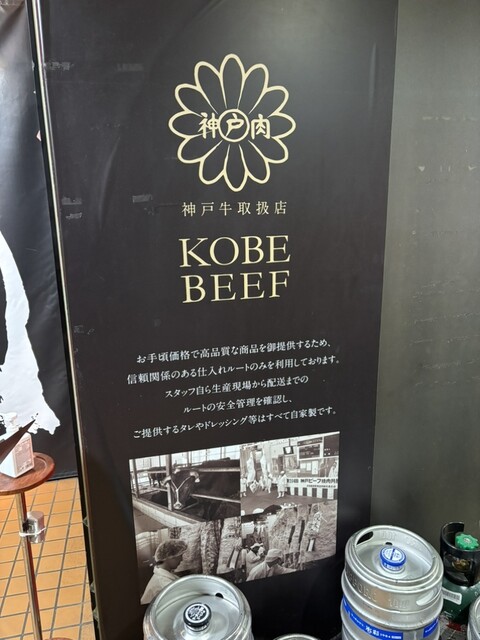 神戸肉
神戸牛取扱店
KOBE
BEEF
お手頃価格で高品質な商品を御提供するため、
信頼関係のある仕入れルートのみを利用しております。
スタッフ自ら生産現場から配送までの
ルートの安全管理を確認し、
ご提供するタレやドレッシング等はすべて自家製です。